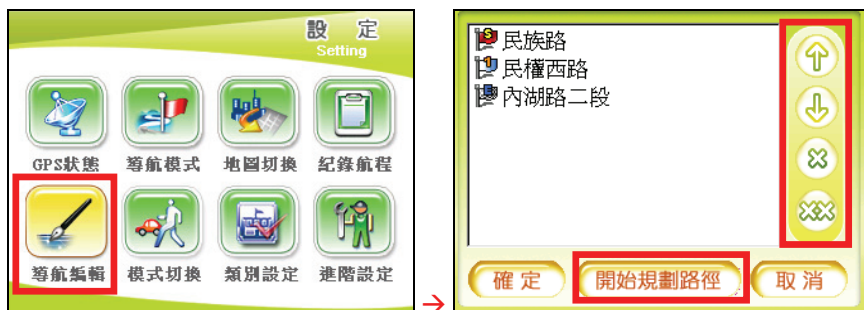 設 定
Setting
GPS狀態 導航模式 地圖切換 紀錄航程
導航編輯 模式切換 類別設定 進階設定
→
民族路
民權西路
內湖路二段
確定 開始規劃路徑 取消